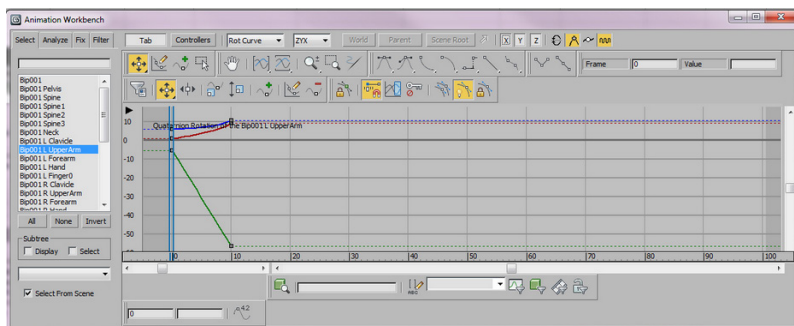 Animation Workbench
Select Analyze Fix Filter
Tab Controllers Rot Curve ZYX World Parent Scene Root X Y Z
Frame 0 Value
Bip001
Bip001 Pelvis
Bip001 Spine
Bip001 Spine1
Bip001 Spine2
Bip001 Spine3
Bip001 Neck
Bip001 L Clavicle
Bip001 L UpperArm
Bip001 L Forearm
Bip001 L Hand
Bip001 L Finger0
Bip001 R Clavicle
Bip001 R UpperArm
Bip001 R Forearm
Bip001 R Hand
All None Invert
Subtree
Display Select
Select From Scene
Quaternion Rotation of the Bip001 L UpperArm
10
0
-10
-20
-30
-40
-50
0 10 20 30 40 50 60 70 80 90 100
REC
0
42